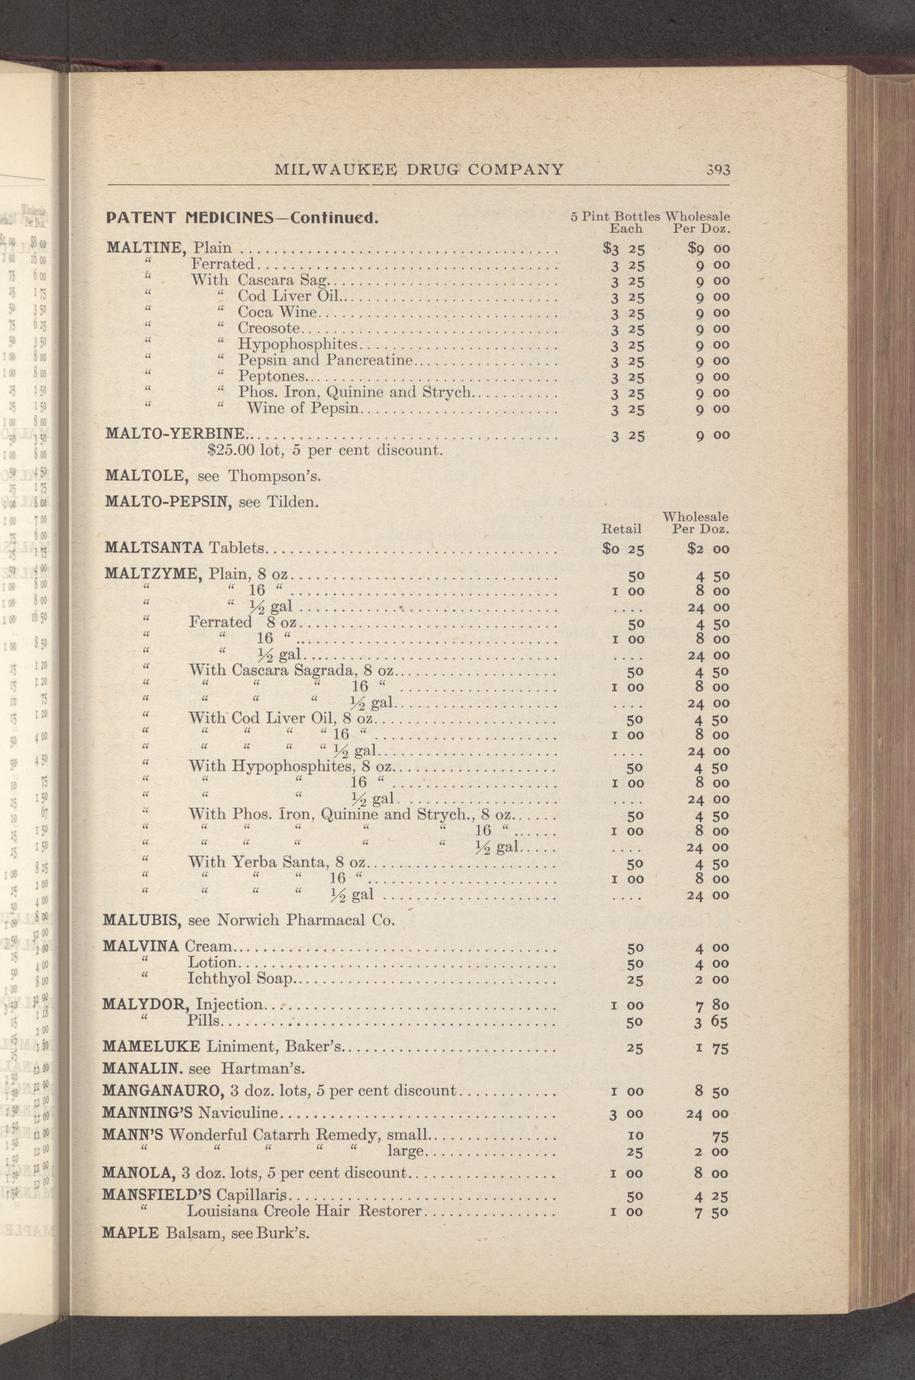 MILWAUKEE DRUG COMPANY 393
PATENT MEDICINES—Continued. 5 Pint Bottles Wholesale
Each Per Doz.
MALTINE, Plain $3 25 $9 00
“ Ferrated 3 25 9 00
“ With Cascara Sag. 3 25 9 00
“ “ Cod Liver Oil. 3 25 9 00
“ “ Coca Wine 3 25 9 00
“ “ Creosote 3 25 9 00
“ “ Hypophosphites 3 25 9 00
“ “ Pepsin and Pancreatine 3 25 9 00
“ “ Peptones 3 25 9 00
“ “ Phos. Iron, Quinine and Strych. 3 25 9 00
“ “ Wine of Pepsin 3 25 9 00
MALTO-YERBINE 3 25 9 00
$25.00 lot, 5 per cent discount.
MALTOLE, see Thompson's.
MALTO-PEPSIN, see Tilden.
Wholesale
Retail Per Doz.
MALTSANTA Tablets $0 25 $2 00
MALTZYME, Plain, 8 oz 50 4 50
“ “ 16 “ 1 00 8 00
“ “ ½ gal .... 24 00
“ Ferrated 8 oz 50 4 50
“ “ 16 “ 1 00 8 00
“ “ ½ gal .... 24 00
“ With Cascara Sagrada, 8 oz 50 4 50
“ “ “ “ 16 “ 1 00 8 00
“ “ “ “ ½ gal .... 24 00
“ With Cod Liver Oil, 8 oz 50 4 50
“ “ “ “ “ 16 “ 1 00 8 00
“ “ “ “ “ ½ gal .... 24 00
“ With Hypophosphites, 8 oz 50 4 50
“ “ “ 16 “ 1 00 8 00
“ “ “ ½ gal .... 24 00
“ With Phos. Iron, Quinine and Strych., 8 oz 50 4 50
“ “ “ “ “ “ 16 “ 1 00 8 00
“ “ “ “ “ “ ½ gal .... 24 00
“ With Yerba Santa, 8 oz 50 4 50
“ “ “ “ 16 “ 1 00 8 00
“ “ “ “ ½ gal .... 24 00
MALUBIS, see Norwich Pharmacal Co.
MALVINA Cream 50 4 00
“ Lotion 50 4 00
“ Ichthyol Soap 25 2 00
MALYDOR, Injection 1 00 7 80
“ Pills 50 3 65
MAMELUKE Liniment, Baker's 25 1 75
MANALIN. see Hartman's.
MANGANAURO, 3 doz. lots, 5 per cent discount 1 00 8 50
MANNING'S Naviculine 3 00 24 00
MANN'S Wonderful Catarrh Remedy, small 10 75
“ “ “ “ “ large 25 2 00
MANOLA, 3 doz. lots, 5 per cent discount 1 00 8 00
MANSFIELD'S Capillaris 50 4 25
“ Louisiana Creole Hair Restorer 1 00 7 50
MAPLE Balsam, see Burk's.